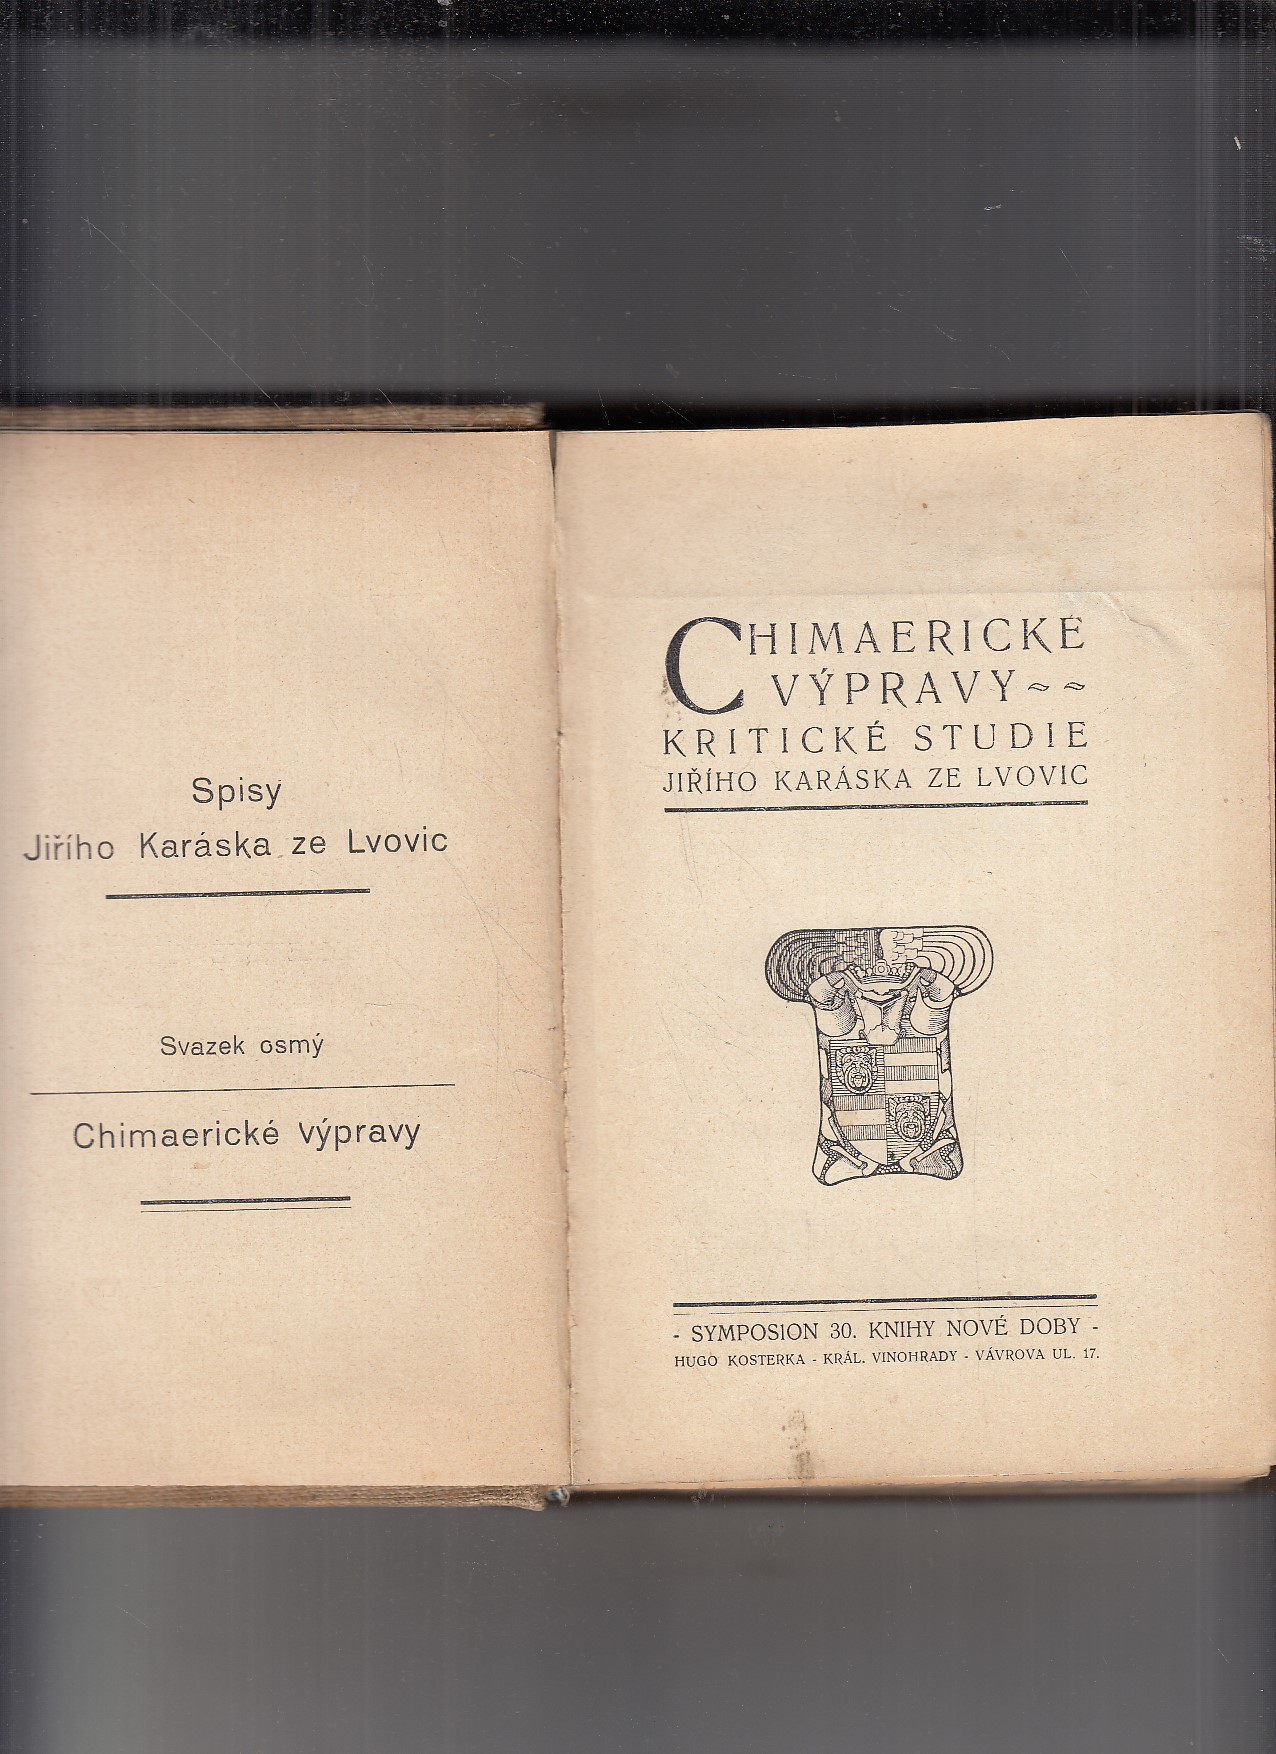 Spisy
Jiřího Karáska ze Lvovic
Svazek osmý
Chimaerické výpravy
CHIMAERICKÉ
VÝPRAVY~~
KRITICKÉ STUDIE
JIŘÍHO KARÁSKA ZE LVOVIC
- SYMPOSION 30. KNIHY NOVÉ DOBY -
HUGO KOSTERKA - KRÁL. VINOHRADY - VÁVROVA UL. 17.